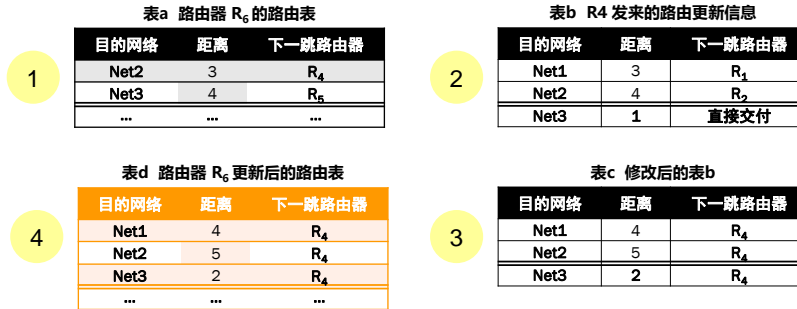 表a 路由器 R6 的路由表
目的网络 距离 下一跳路由器
Net2 3 R4
Net3 4 R5
... ... ...
1
表b R4 发来的路由更新信息
目的网络 距离 下一跳路由器
Net1 3 R1
Net2 4 R2
Net3 1 直接交付
2
表d 路由器 R6 更新后的路由表
目的网络 距离 下一跳路由器
Net1 4 R4
Net2 5 R4
Net3 2 R4
... ... ...
4
表c 修改后的表b
目的网络 距离 下一跳路由器
Net1 4 R4
Net2 5 R4
Net3 2 R4
3